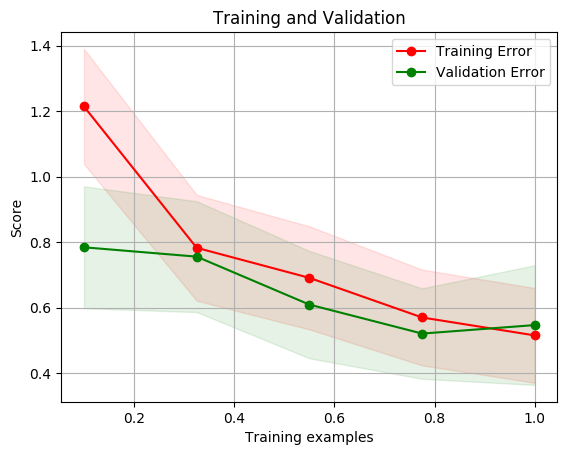 Training and Validation
Training Error
Validation Error
1.4
1.2
1.0
0.8
0.6
0.4
Score
0.2
0.4
0.6
0.8
1.0
Training examples